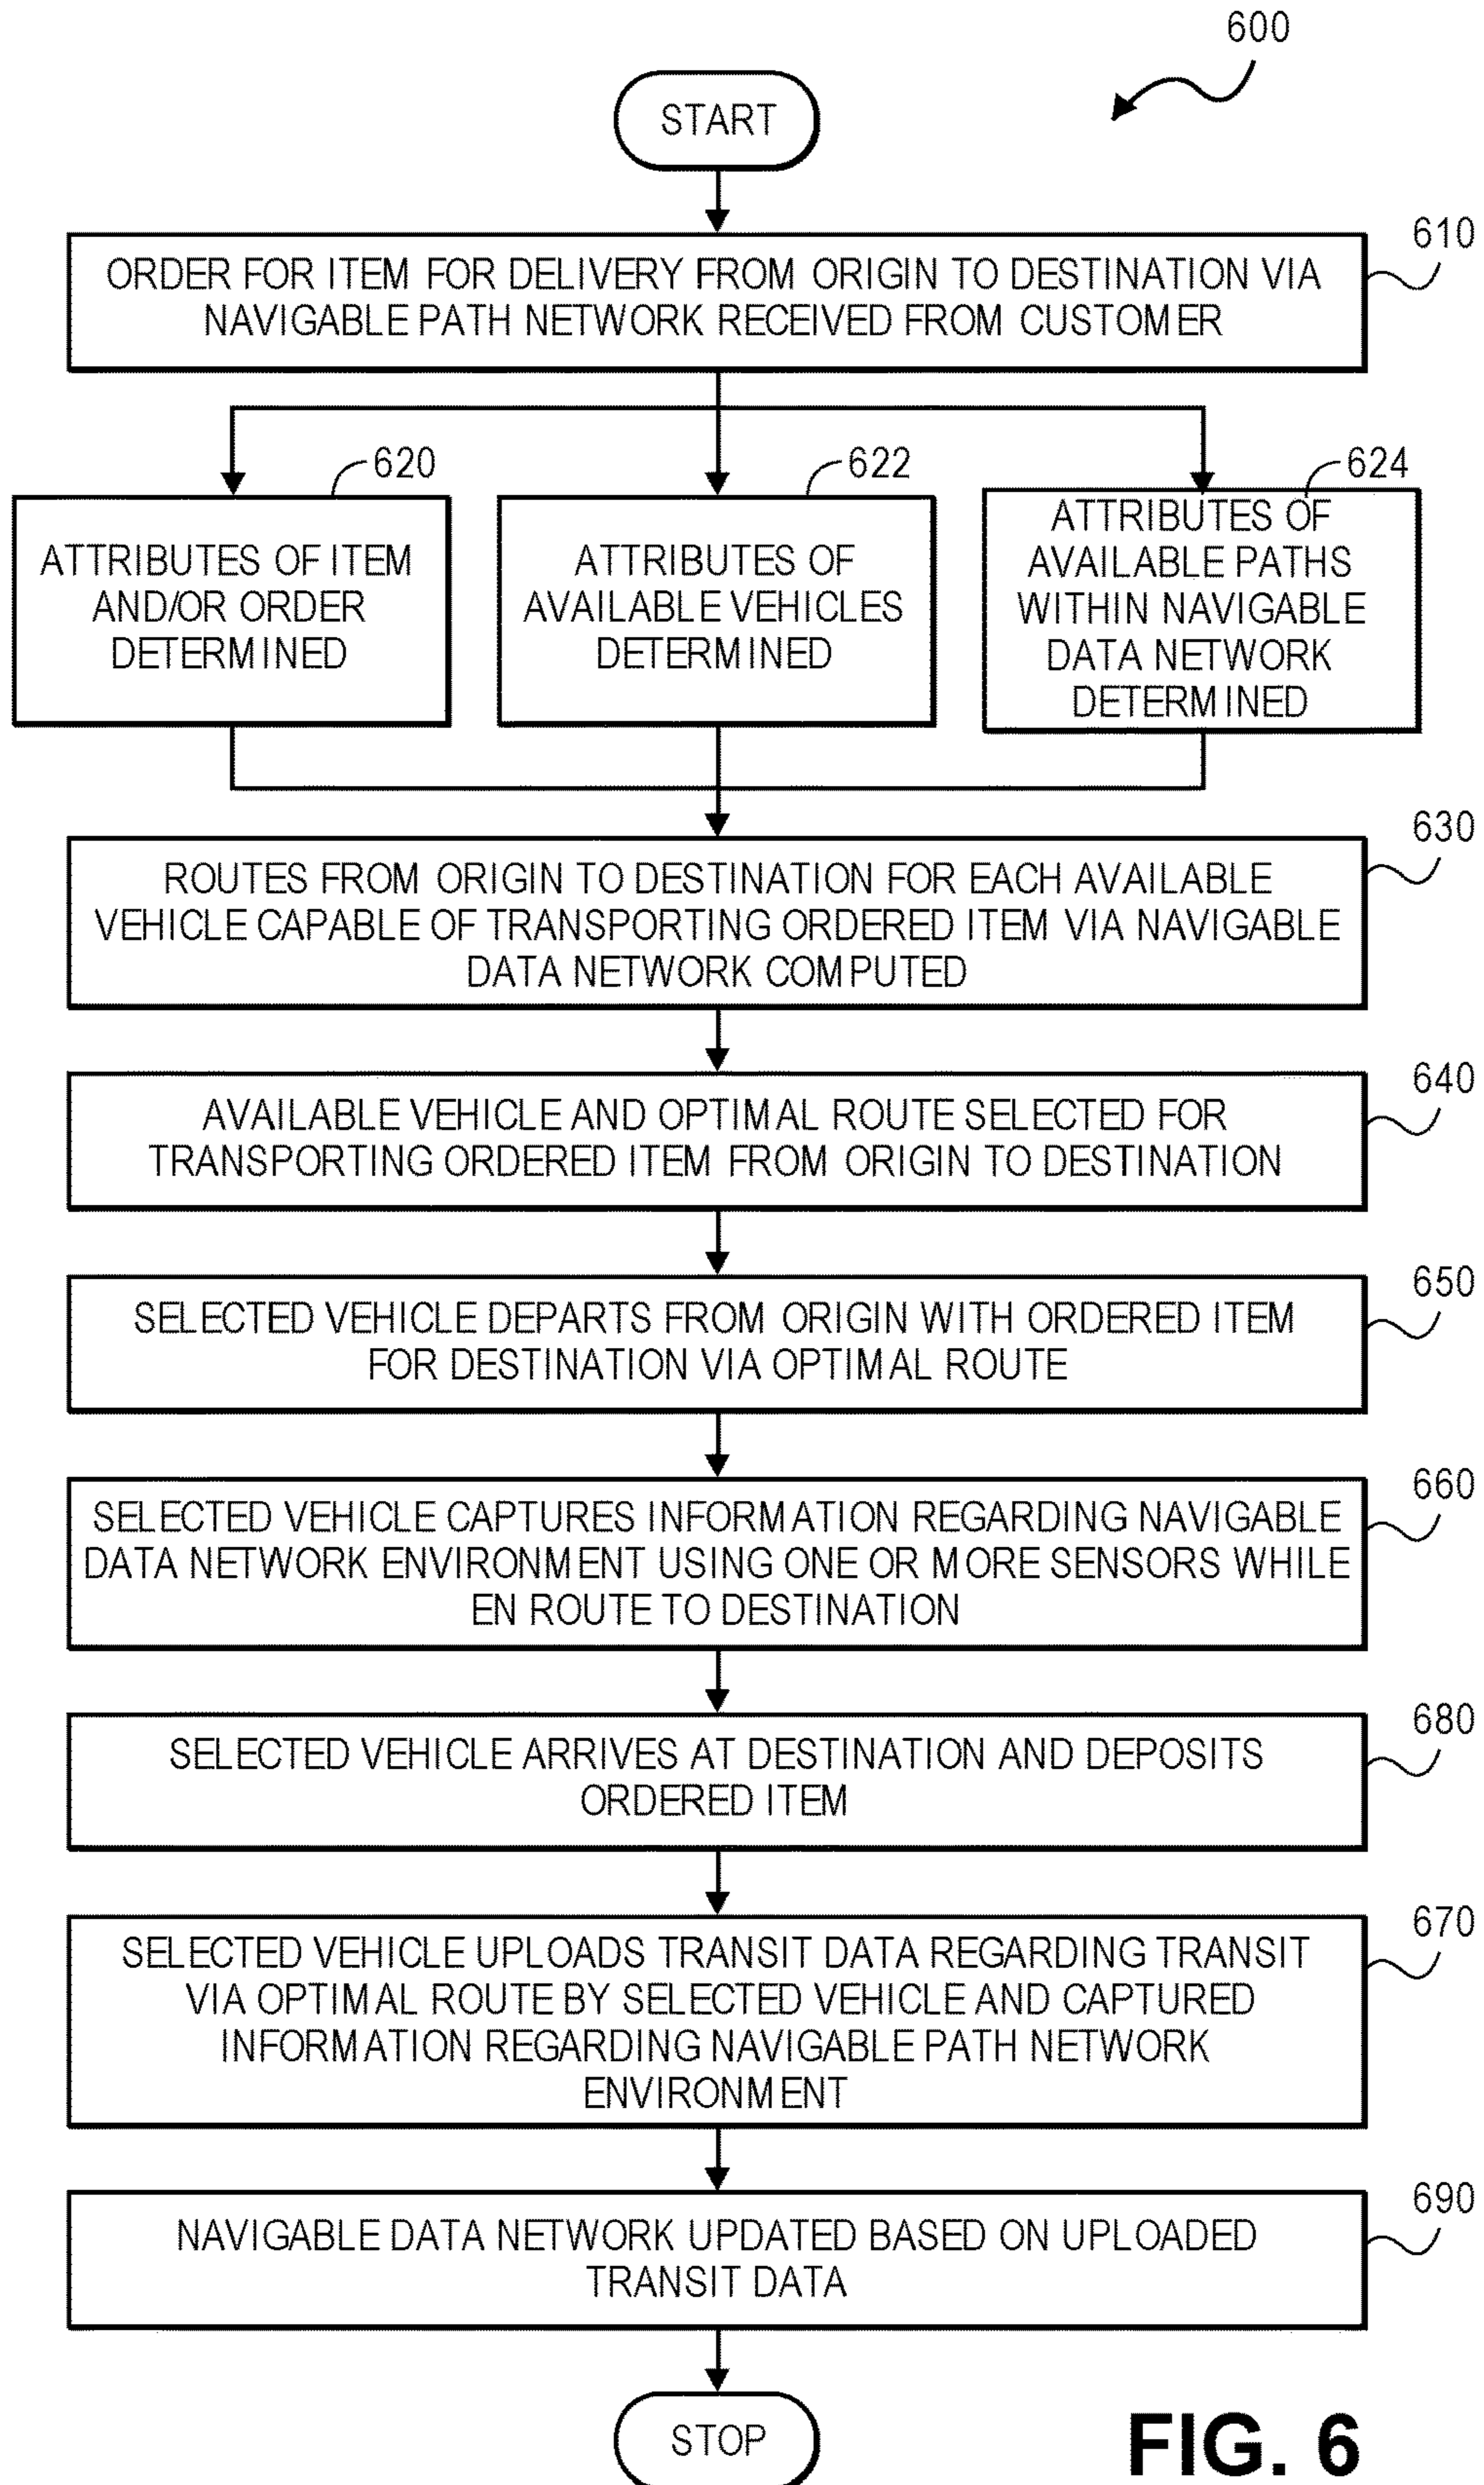 600
START
610
ORDER FOR ITEM FOR DELIVERY FROM ORIGIN TO DESTINATION VIA
NAVIGABLE PATH NETWORK RECEIVED FROM CUSTOMER
620
ATTRIBUTES OF ITEM
AND/OR ORDER
DETERMINED
622
ATTRIBUTES OF
AVAILABLE VEHICLES
DETERMINED
624
ATTRIBUTES OF
AVAILABLE PATHS
WITHIN NAVIGABLE
DATA NETWORK
DETERMINED
630
ROUTES FROM ORIGIN TO DESTINATION FOR EACH AVAILABLE
VEHICLE CAPABLE OF TRANSPORTING ORDERED ITEM VIA NAVIGABLE
DATA NETWORK COMPUTED
640
AVAILABLE VEHICLE AND OPTIMAL ROUTE SELECTED FOR
TRANSPORTING ORDERED ITEM FROM ORIGIN TO DESTINATION
650
SELECTED VEHICLE DEPARTS FROM ORIGIN WITH ORDERED ITEM
FOR DESTINATION VIA OPTIMAL ROUTE
660
SELECTED VEHICLE CAPTURES INFORMATION REGARDING NAVIGABLE
DATA NETWORK ENVIRONMENT USING ONE OR MORE SENSORS WHILE
EN ROUTE TO DESTINATION
680
SELECTED VEHICLE ARRIVES AT DESTINATION AND DEPOSITS
ORDERED ITEM
670
SELECTED VEHICLE UPLOADS TRANSIT DATA REGARDING TRANSIT
VIA OPTIMAL ROUTE BY SELECTED VEHICLE AND CAPTURED
INFORMATION REGARDING NAVIGABLE PATH NETWORK
ENVIRONMENT
690
NAVIGABLE DATA NETWORK UPDATED BASED ON UPLOADED
TRANSIT DATA
STOP
FIG. 6